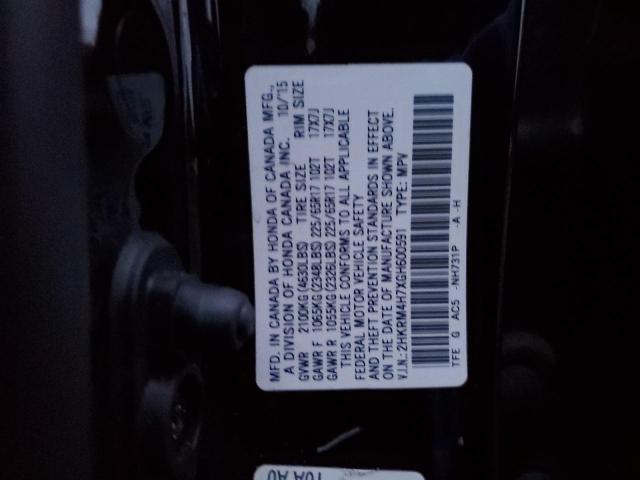 MFD. IN CANADA BY HONDA OF CANADA MFG.,
A DIVISION OF HONDA CANADA INC. 10/'15
GVWR 2100KG(4630LBS) TIRE SIZE RIM SIZE
GAWR F 1065KG(2348LBS) 225/65R17 102T 17X7J
GAWR R 1055KG(2326LBS) 225/65R17 102T 17X7J
THIS VEHICLE CONFORMS TO ALL APPLICABLE
FEDERAL MOTOR VEHICLE SAFETY
AND THEFT PREVENTION STANDARDS IN EFFECT
ON THE DATE OF MANUFACTURE SHOWN ABOVE.
V.I.N.:2HKRM4H7XGH600591 TYPE: MPV
TFE G AC5 -NH731P -A-H